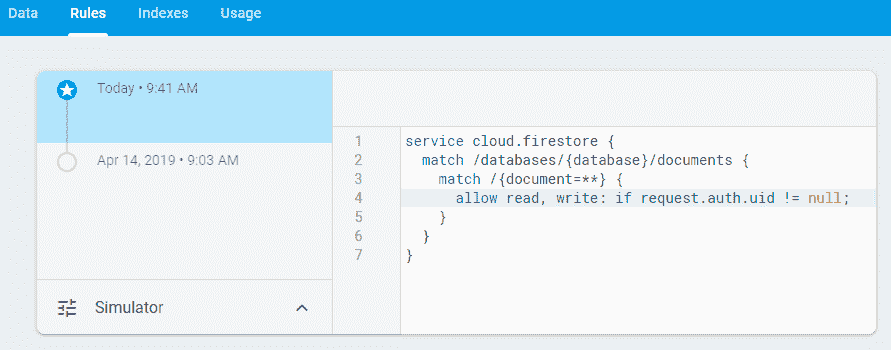 Data Rules Indexes Usage
Today • 9:41 AM
Apr 14, 2019 • 9:03 AM
Simulator
1 service cloud.firestore {
2 match /databases/{database}/documents {
3 match /{document=**} {
4 allow read, write: if request.auth.uid != null;
5 }
6 }
7 }